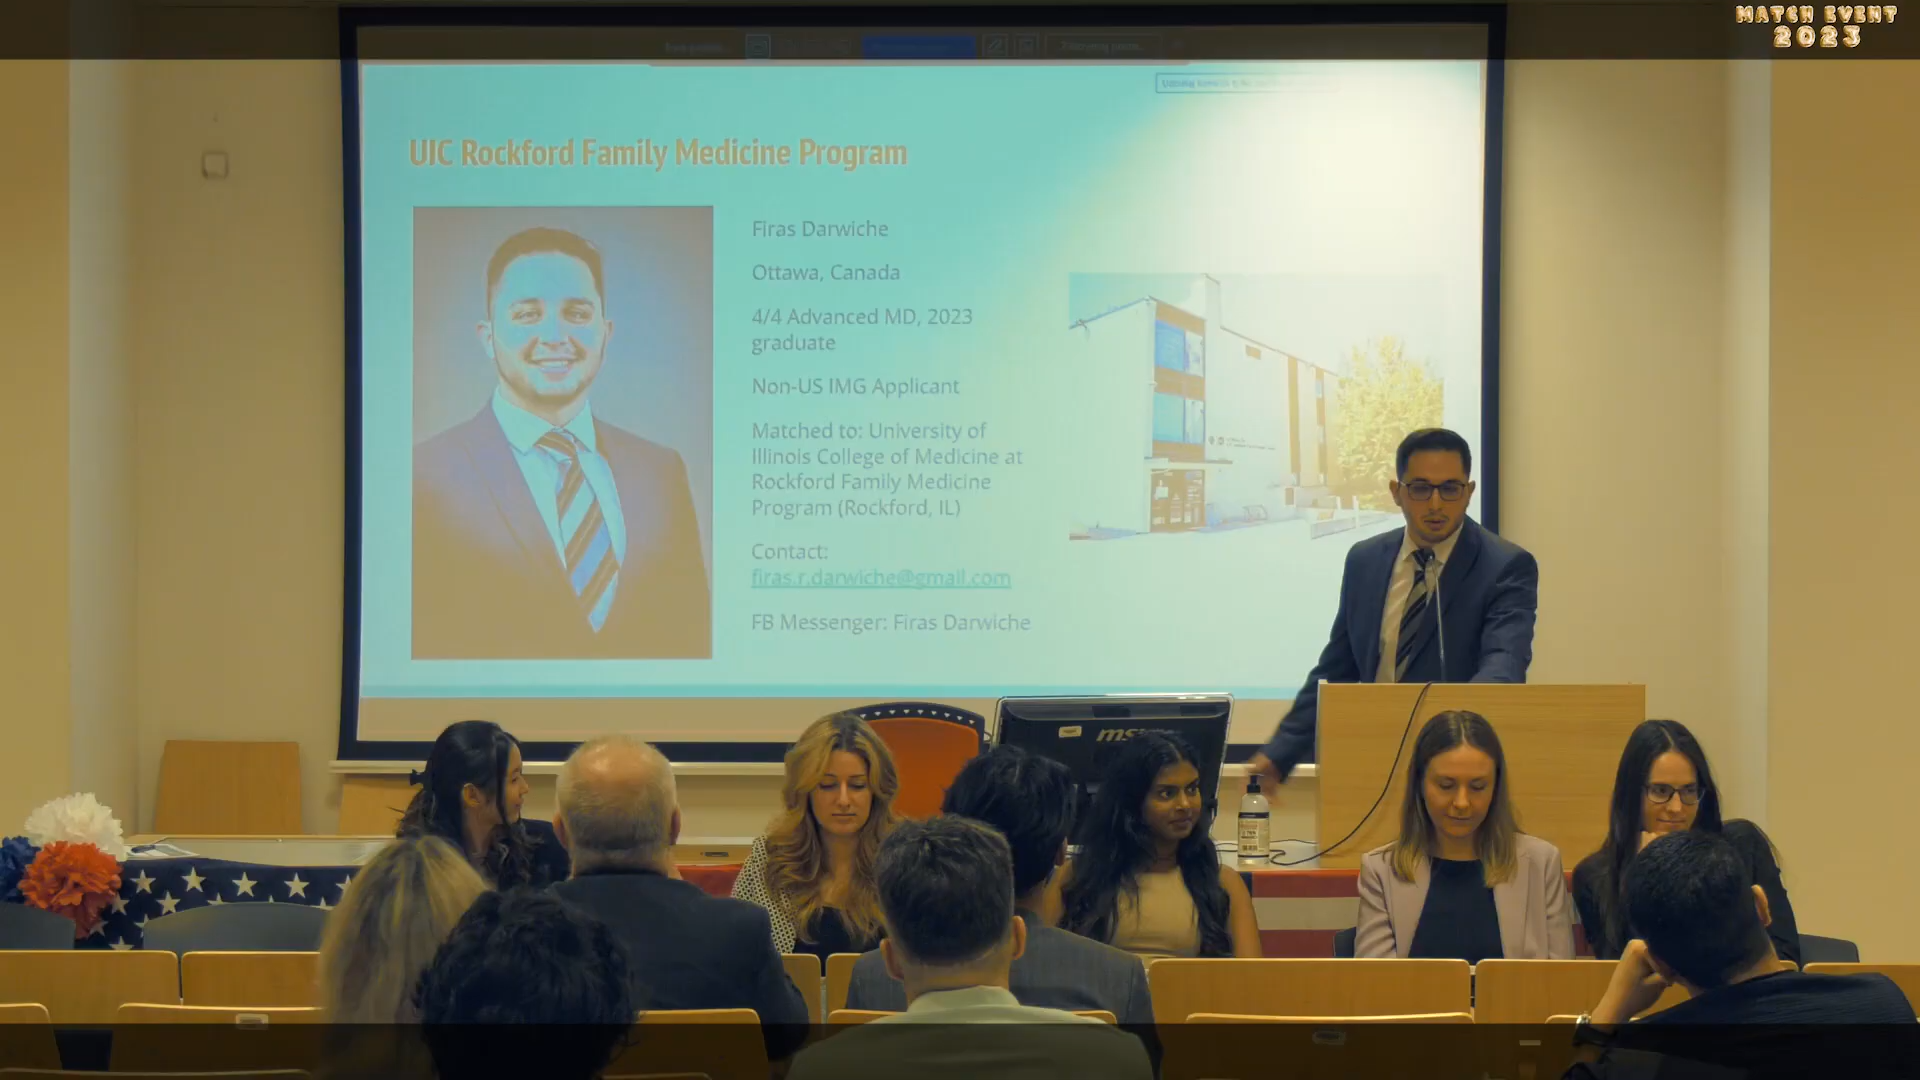 MATCH EVENT
2023
UIC Rockford Family Medicine Program
Firas Darwiche
Ottawa, Canada
4/4 Advanced MD, 2023
graduate
Non-US IMG Applicant
Matched to: University of
Illinois College of Medicine at
Rockford Family Medicine
Program (Rockford, IL)
Contact:
firas.r.darwiche@gmail.com
FB Messenger: Firas Darwiche
msi